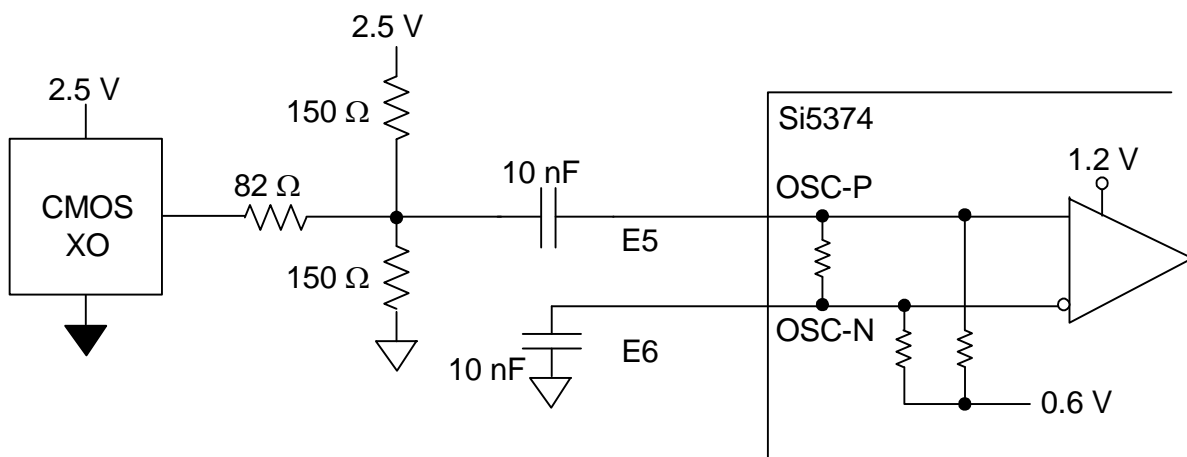 2.5 V
2.5 V
150 Ω
Si5374
1.2 V
10 nF
82 Ω
OSC-P
CMOS
XO
E5
150 Ω
OSC-N
E6
10 nF
0.6 V